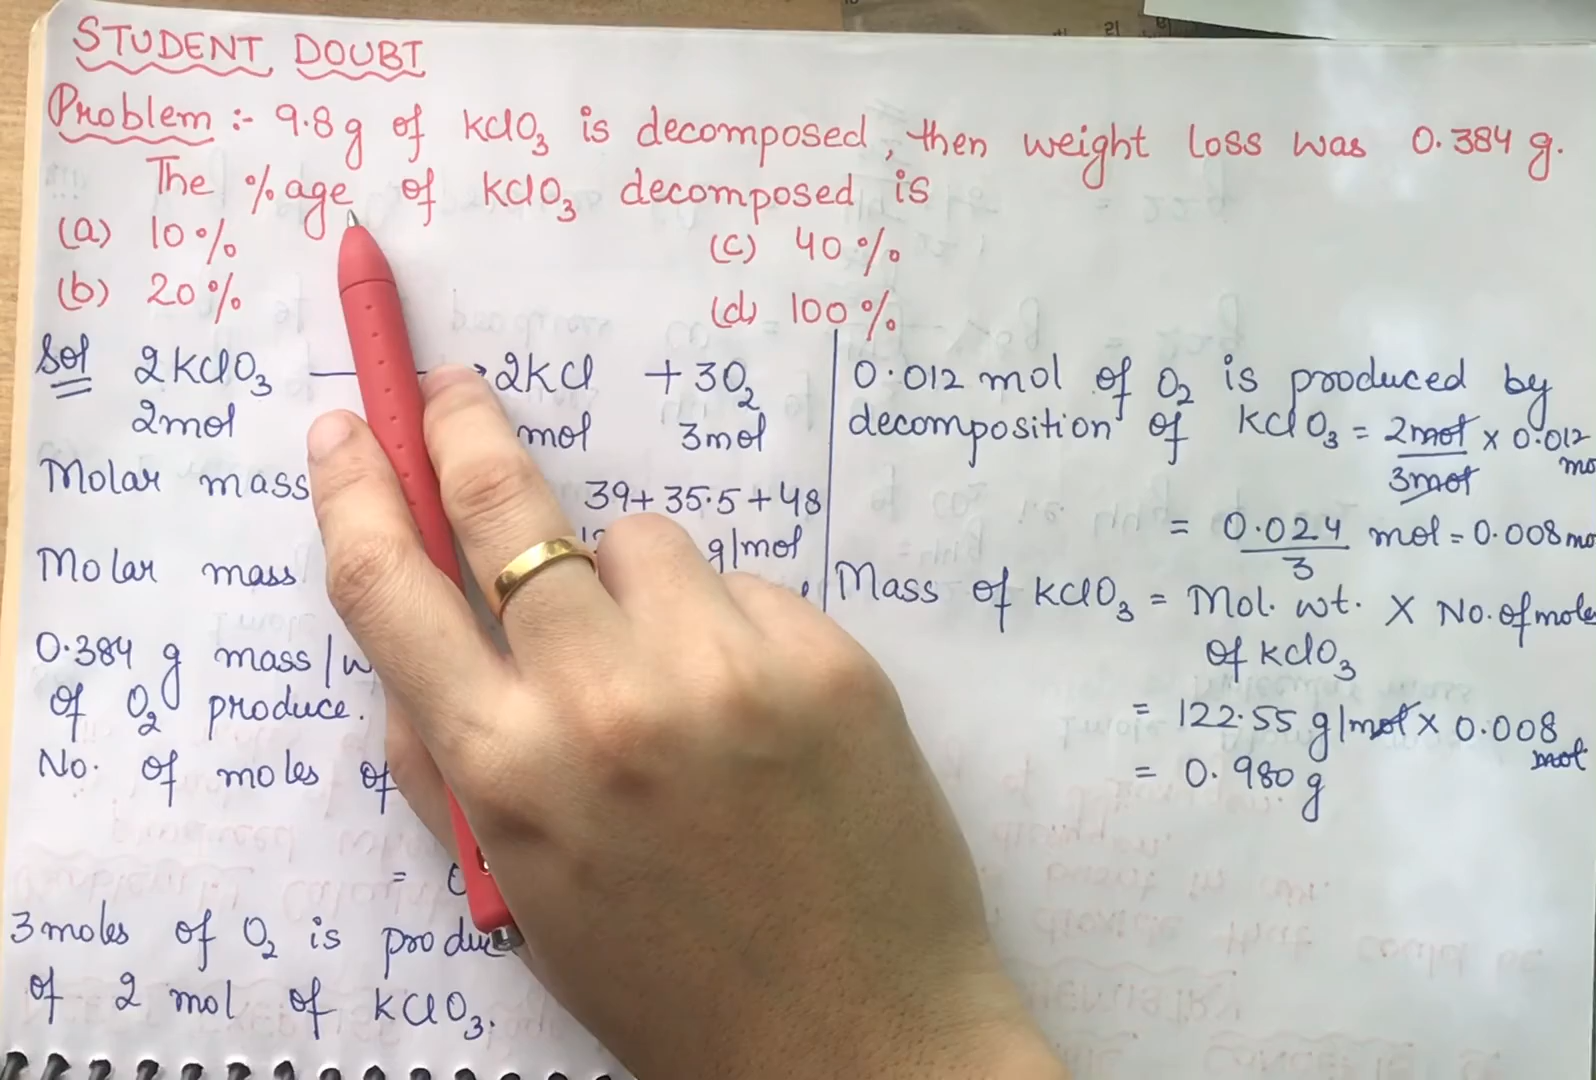 STUDENT DOUBT
Problem :- 9.8 g of KClO3 is decomposed, then weight loss was 0.384 g.
The %age of KClO3 decomposed is
(a) 10% (c) 40%
(b) 20% (d) 100%
Sol 2KClO3 → 2KCl + 3O2
2mol mol 3mol
Molar mass 39+35.5+48
g/mol
Molar mass
0.384 g mass/w
of O2 produce.
No. of moles of
= 0
3 moles of O2 is produ
of 2 mol of KClO3.
0.012 mol of O2 is produced by
decomposition of KClO3 = 2mol × 0.012
3mol mo
= 0.024 mol = 0.008 mo
3
Mass of KClO3 = Mol. wt. × No. of mole
of KClO3
= 122.55 g/mol × 0.008
mol
= 0.980 g